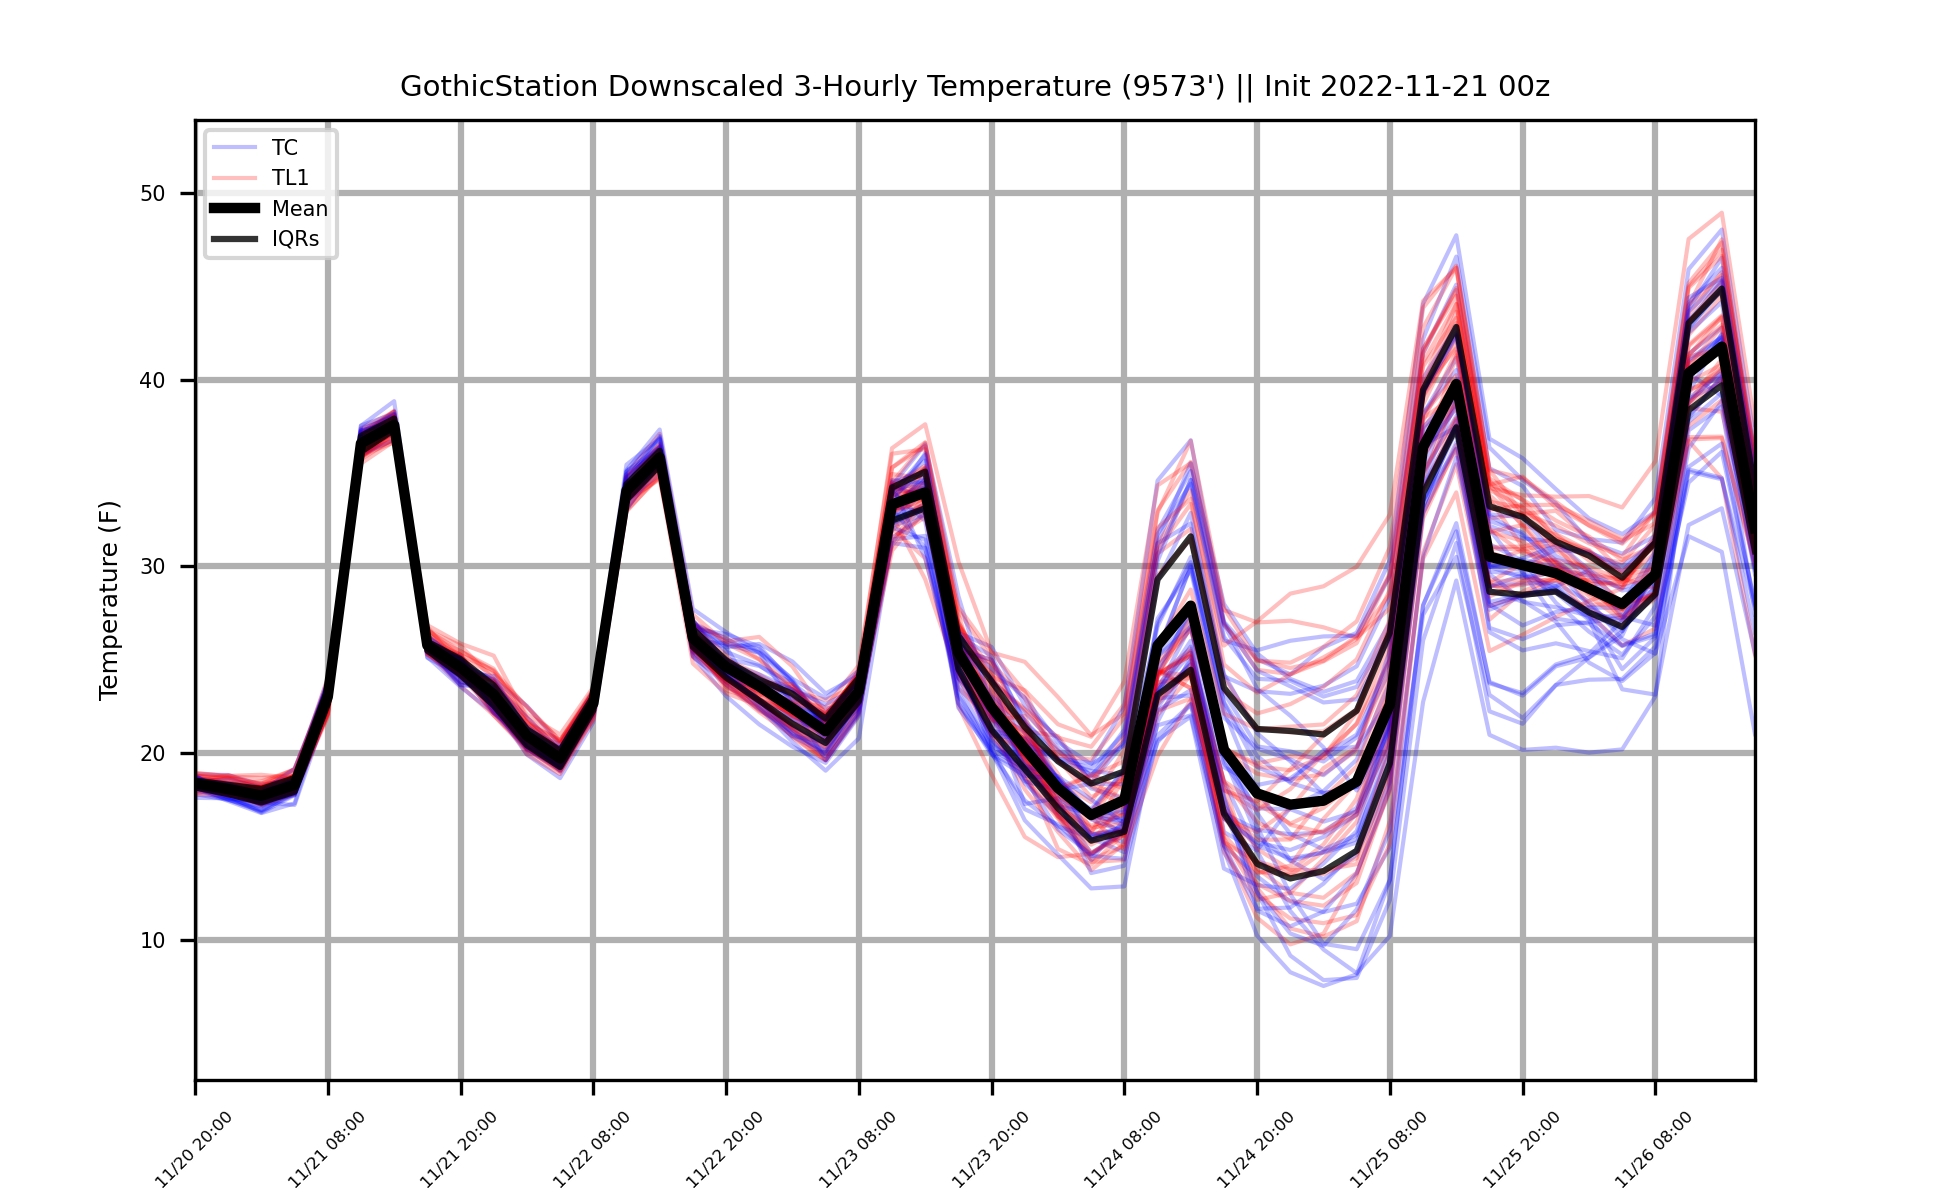 GothicStation Downscaled 3-Hourly Temperature (9573') || Init 2022-11-21 00z
TC
TL1
Mean
IQRs
Temperature (F)
50
40
30
20
10
11/20 20:00
11/21 08:00
11/21 20:00
11/22 08:00
11/22 20:00
11/23 08:00
11/23 20:00
11/24 08:00
11/24 20:00
11/25 08:00
11/25 20:00
11/26 08:00